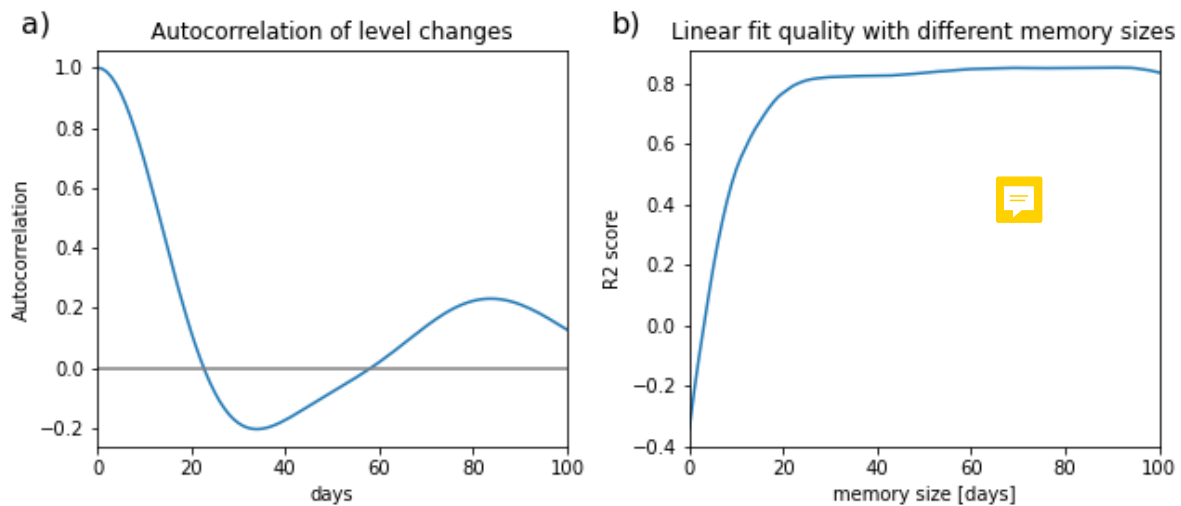 a) Autocorrelation of level changes
Autocorrelation
1.0
0.8
0.6
0.4
0.2
0.0
−0.2
0 20 40 60 80 100
days
b) Linear fit quality with different memory sizes
R2 score
0.8
0.6
0.4
0.2
0.0
−0.2
−0.4
0 20 40 60 80 100
memory size [days]